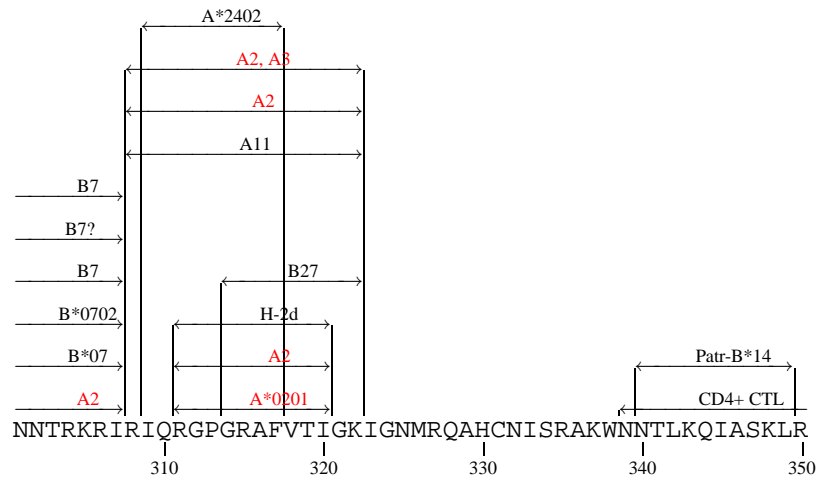 A*2402
A2, A3
A2
A11
B7
B7?
B7 B27
B*0702 H-2d
B*07 A2 Patr-B*14
A2 A*0201 CD4+ CTL
NNTRKRIRIQRGPGRAFVTIGKIGNMRQAHCNISRAKWNNTLKQIASKLR
310 320 330 340 350